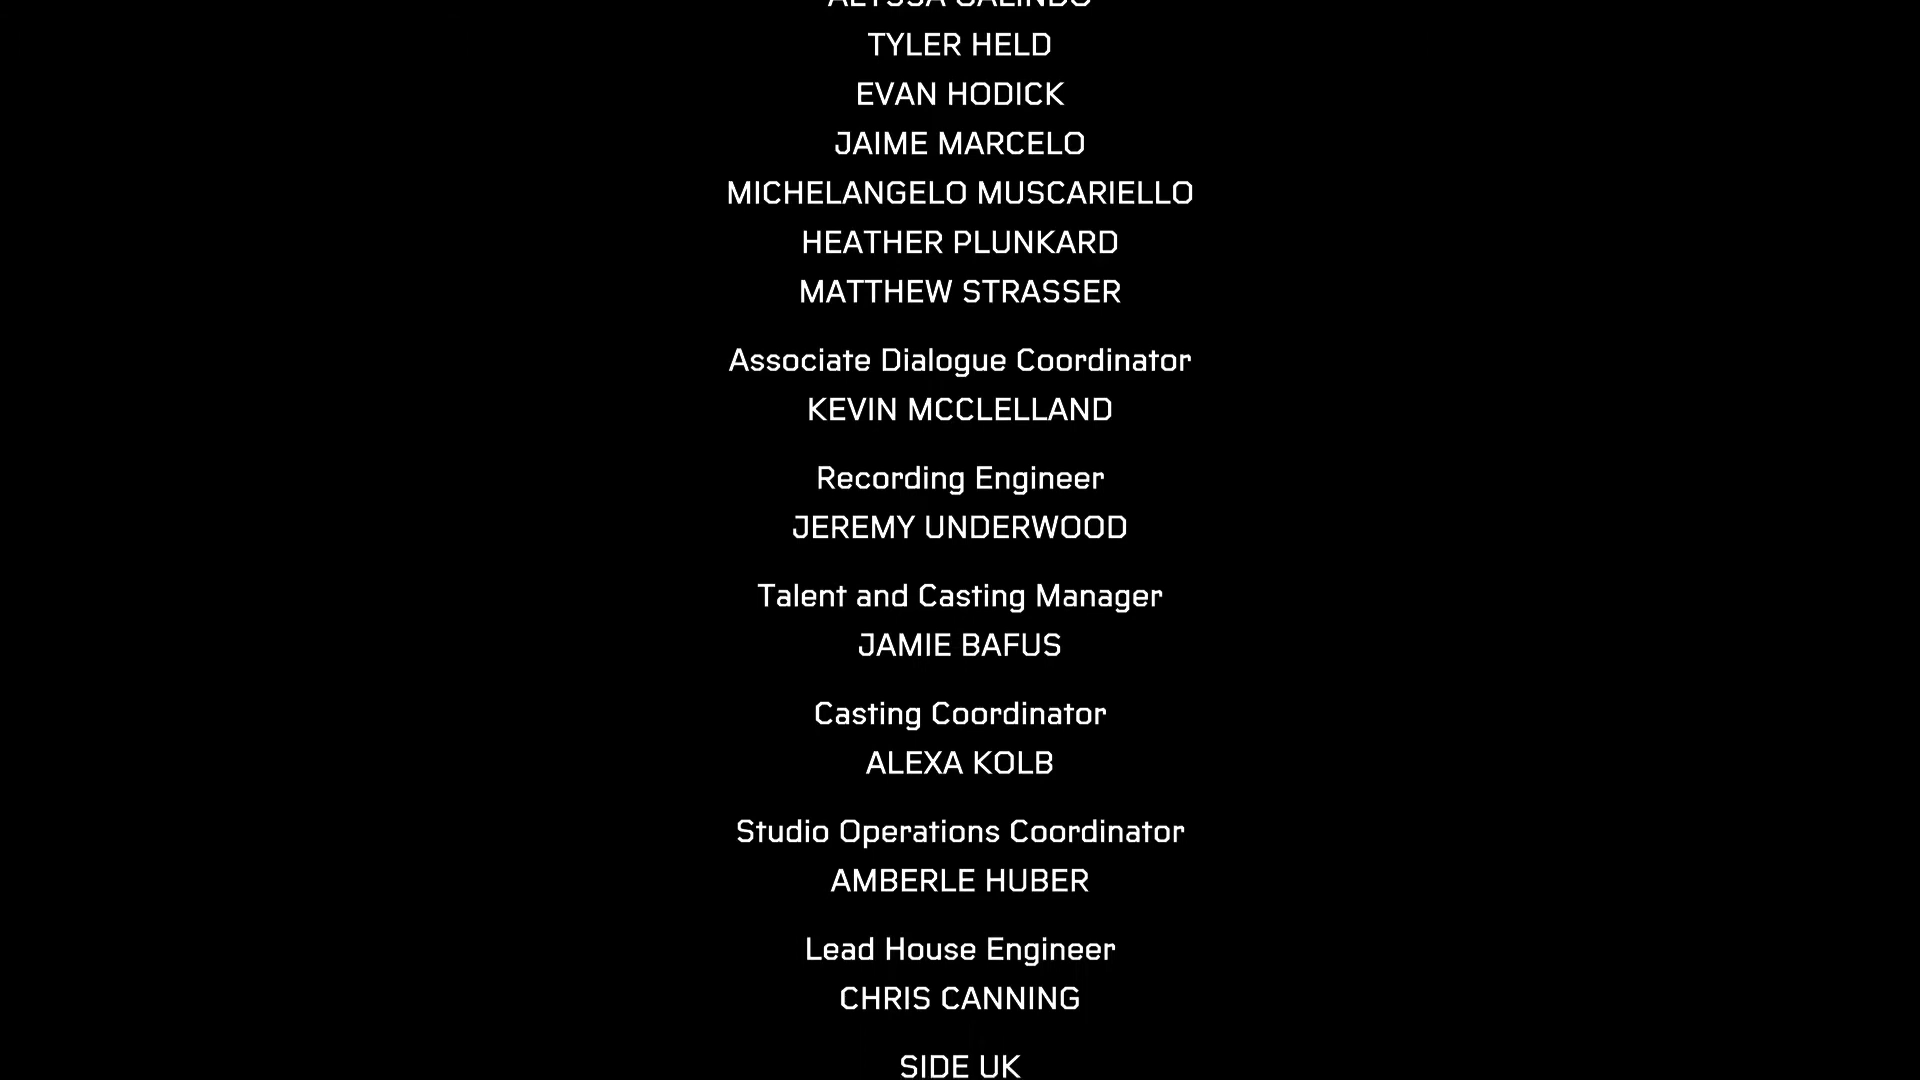 ALYSSA GALINDO
TYLER HELD
EVAN HODICK
JAIME MARCELO
MICHELANGELO MUSCARIELLO
HEATHER PLUNKARD
MATTHEW STRASSER
Associate Dialogue Coordinator
KEVIN MCCLELLAND
Recording Engineer
JEREMY UNDERWOOD
Talent and Casting Manager
JAMIE BAFUS
Casting Coordinator
ALEXA KOLB
Studio Operations Coordinator
AMBERLE HUBER
Lead House Engineer
CHRIS CANNING
SIDE UK